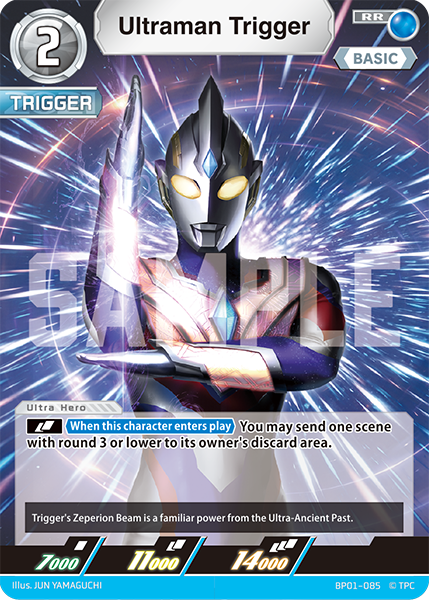 2
Ultraman Trigger
RR
BASIC
TRIGGER
SAMPLE
Ultra Hero
When this character enters play You may send one scene
with round 3 or lower to its owner's discard area.
Trigger's Zeperion Beam is a familiar power from the Ultra-Ancient Past.
7000 11000 14000
Illus. JUN YAMAGUCHI BP01-085 © TPC